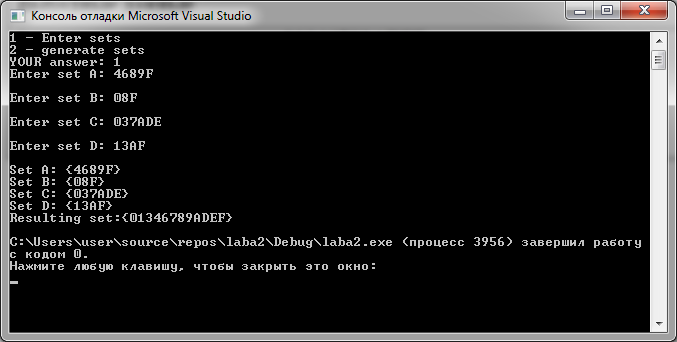 Консоль отладки Microsoft Visual Studio
1 - Enter sets
2 - generate sets
YOUR answer: 1
Enter set A: 4689F
Enter set B: 08F
Enter set C: 037ADE
Enter set D: 13AF
Set A: {4689F}
Set B: {08F}
Set C: {037ADE}
Set D: {13AF}
Resulting set:{01346789ADEF}
C:\Users\user\source\repos\laba2\Debug\laba2.exe (процесс 3956) завершил работу
с кодом 0.
Нажмите любую клавишу, чтобы закрыть это окно: